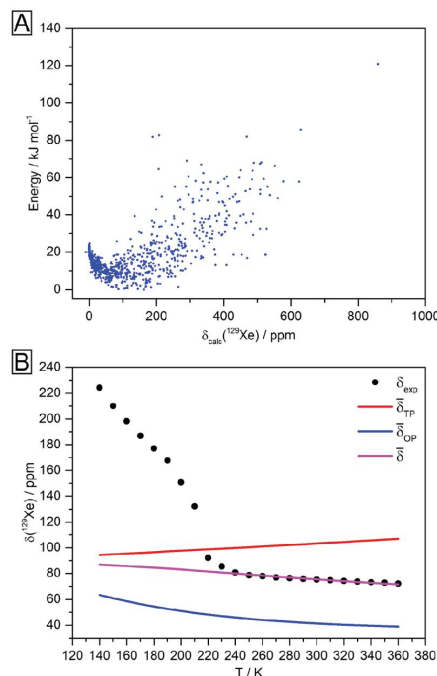 A
140
120
100
80
60
40
20
0
Energy / kJ mol⁻¹
0 200 400 600 800 1000
δcalc(¹²⁹Xe) / ppm
B
240
220
200
180
160
140
120
100
80
60
40
δ(¹²⁹Xe) / ppm
δexp
δ̅TP
δ̅OP
δ̅
120 140 160 180 200 220 240 260 280 300 320 340 360 380
T / K